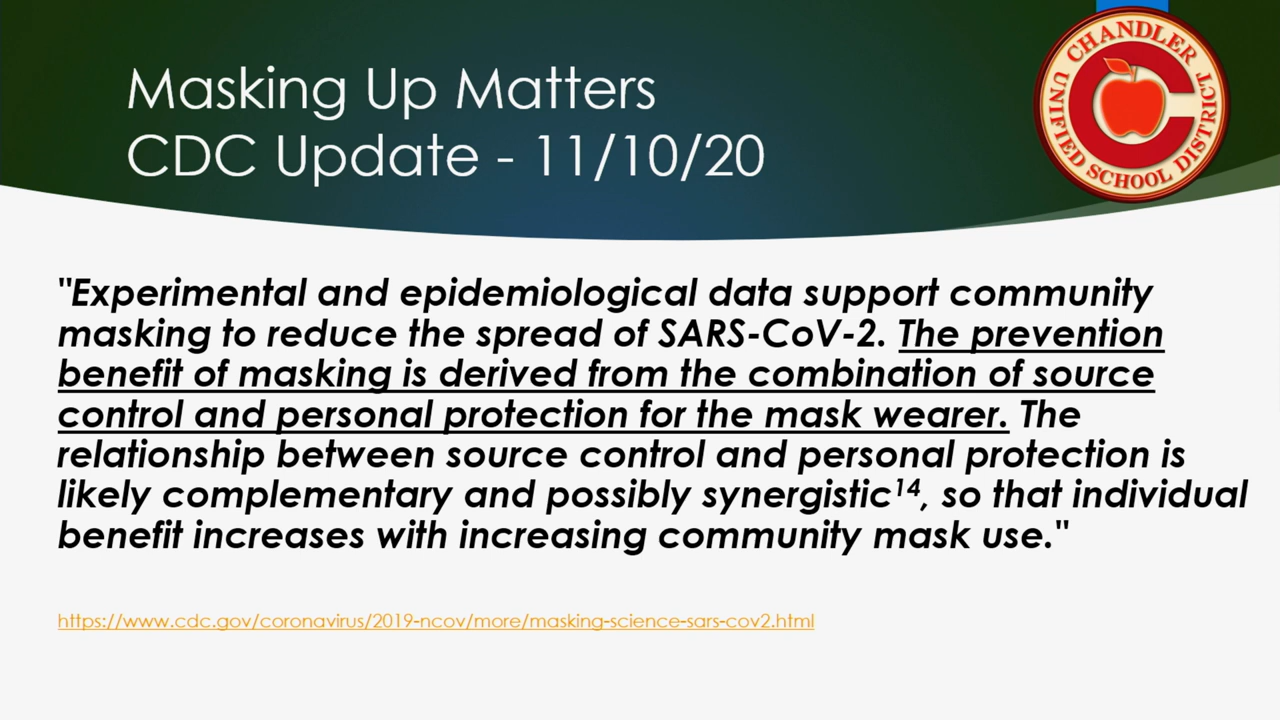 Masking Up Matters
CDC Update - 11/10/20
CHANDLER
UNIFIED SCHOOL DISTRICT
"Experimental and epidemiological data support community
masking to reduce the spread of SARS-CoV-2. The prevention
benefit of masking is derived from the combination of source
control and personal protection for the mask wearer. The
relationship between source control and personal protection is
likely complementary and possibly synergistic¹⁴, so that individual
benefit increases with increasing community mask use."
https://www.cdc.gov/coronavirus/2019-ncov/more/masking-science-sars-cov2.html